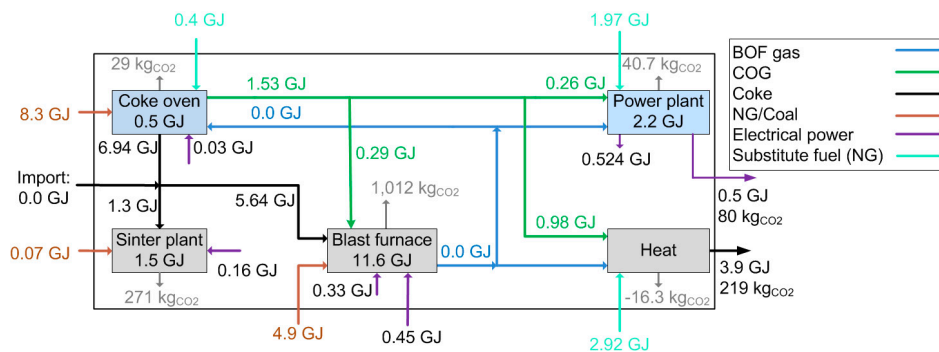 0.4 GJ
1.97 GJ
29 kgCO2
40.7 kgCO2
BOF gas
COG
Coke
NG/Coal
Electrical power
Substitute fuel (NG)
8.3 GJ
Coke oven
0.5 GJ
1.53 GJ
0.26 GJ
Power plant
2.2 GJ
0.0 GJ
6.94 GJ
0.03 GJ
0.29 GJ
0.524 GJ
Import:
0.0 GJ
1.3 GJ
5.64 GJ
1,012 kgCO2
0.5 GJ
80 kgCO2
0.98 GJ
0.07 GJ
Sinter plant
1.5 GJ
0.16 GJ
Blast furnace
11.6 GJ
0.0 GJ
Heat
3.9 GJ
219 kgCO2
271 kgCO2
0.33 GJ
-16.3 kgCO2
4.9 GJ
0.45 GJ
2.92 GJ